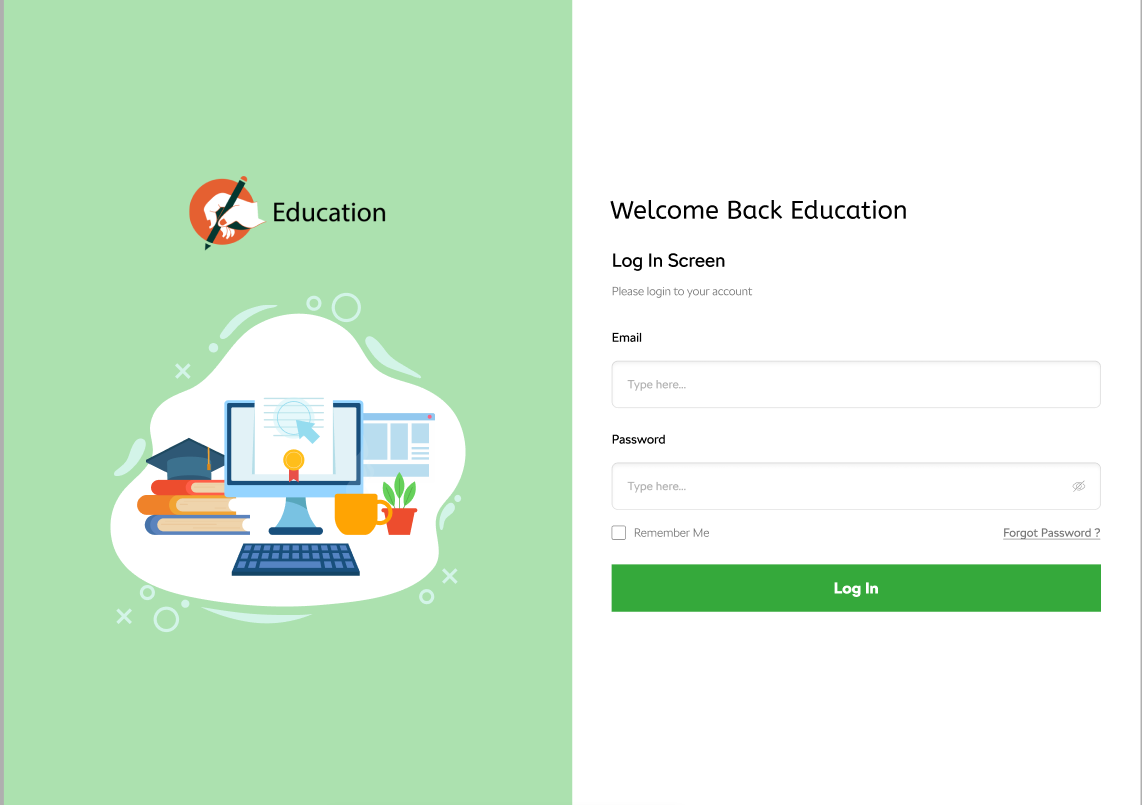 Education
Welcome Back Education
Log In Screen
Please login to your account
Email
Type here...
Password
Type here...
Remember Me
Forgot Password ?
Log In